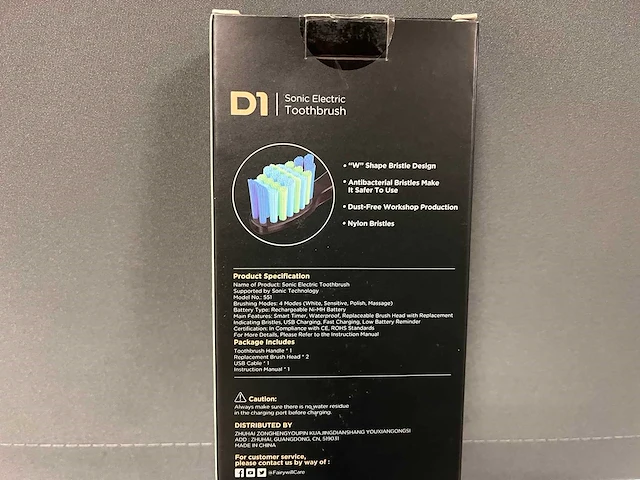 D1 | Sonic Electric
Toothbrush
• "W" Shape Bristle Design
• Antibacterial Bristles Make
It Safer To Use
• Dust-Free Workshop Production
• Nylon Bristles
Product Specification
Name of Product: Sonic Electric Toothbrush
Supported by Sonic Technology
Model No.: 551
Brushing Modes: 4 Modes (White, Sensitive, Polish, Massage)
Battery Type: Rechargeable Ni-MH Battery
Main Features: Smart Timer, Waterproof, Replaceable Brush Head with Replacement
Indicating Bristles, USB Charging, Fast Charging, Low Battery Reminder
Certification: In Compliance with CE, ROHS Standards
For More Details, Please Refer to the Instruction Manual
Package Includes
Toothbrush Handle * 1
Replacement Brush Head * 2
USB Cable * 1
Instruction Manual * 1
Caution:
Always make sure there is no water residue
in the charging port before charging.
DISTRIBUTED BY
ZHUHAI ZONGHENGYOUPIN KUAJINGDIANSHANG YOUXIANGONGSI
ADD : ZHUHAI, GUANGDONG, CN, 519031
MADE IN CHINA
For customer service,
please contact us by way of :
@FairywillCare